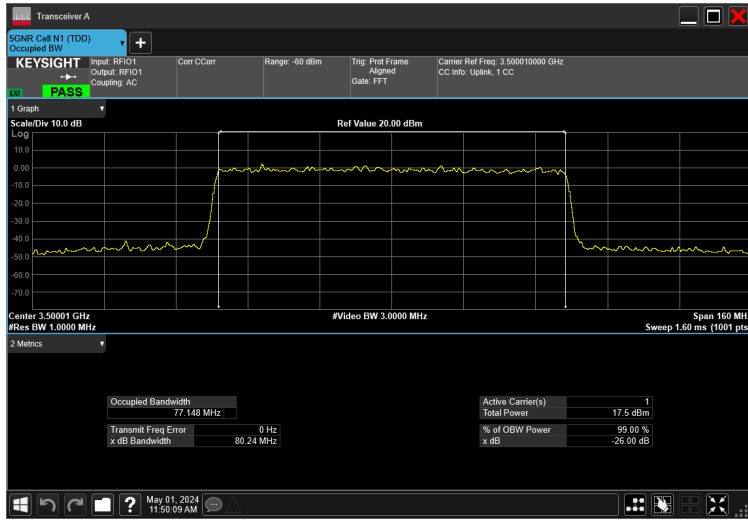 Transceiver A
5GNR Cell N1 (TDD)
Occupied BW
KEYSIGHT
LXI
PASS
Input: RFIO1
Output: RFIO1
Coupling: AC
Corr CCorr
Range: -60 dBm
Trig: Prot Frame
Aligned
Gate: FFT
Carrier Ref Freq: 3.500010000 GHz
CC Info: Uplink, 1 CC
1 Graph
Scale/Div 10.0 dB
Ref Value 20.00 dBm
Log
10.0
0.00
-10.0
-20.0
-30.0
-40.0
-50.0
-60.0
-70.0
Center 3.50001 GHz
#Video BW 3.0000 MHz
Span 160 MH
#Res BW 1.0000 MHz
Sweep 1.60 ms (1001 pts
2 Metrics
Occupied Bandwidth
77.148 MHz
Transmit Freq Error 0 Hz
x dB Bandwidth 80.24 MHz
Active Carrier(s) 1
Total Power 17.5 dBm
% of OBW Power 99.00 %
x dB -26.00 dB
May 01, 2024
11:50:09 AM